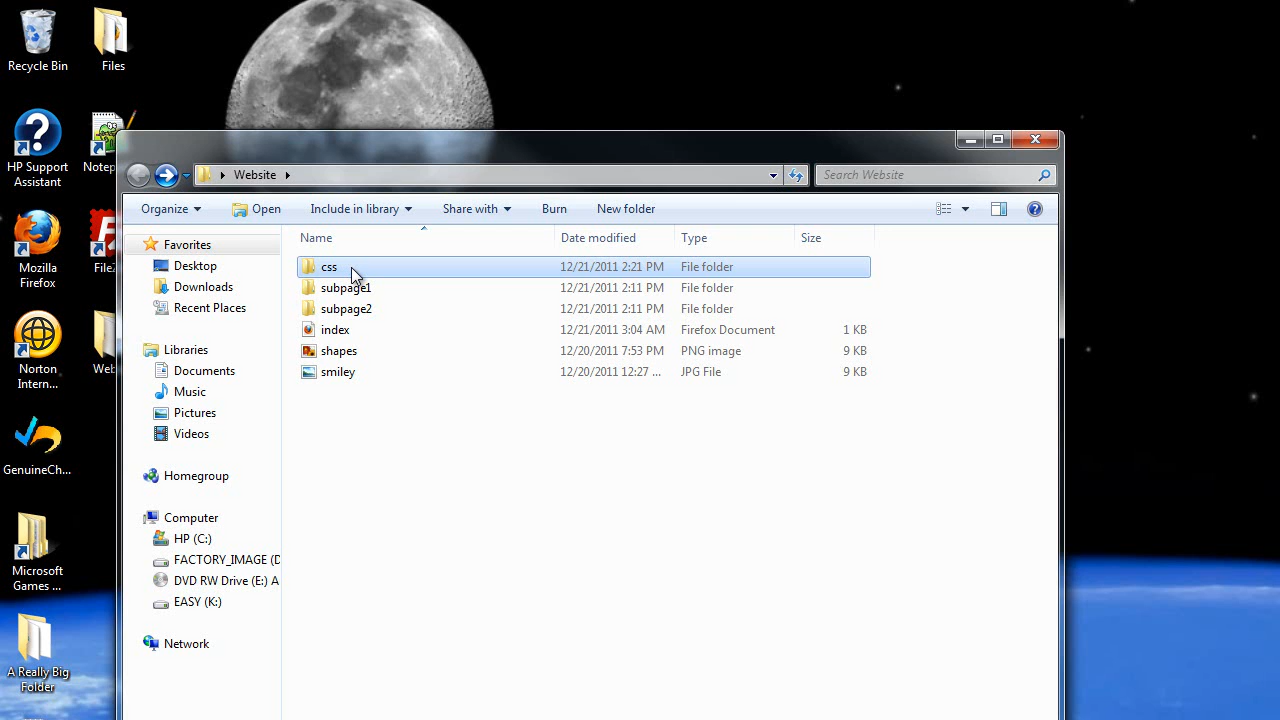 Recycle Bin
Files
HP Support
Assistant
Notep
Mozilla
Firefox
FileZ
Norton
Intern...
Web
GenuineCh...
Microsoft
Games ...
A Really Big
Folder
Website
Search Website
Organize
Open
Include in library
Share with
Burn
New folder
Name Date modified Type Size
Favorites
Desktop
Downloads
Recent Places
Libraries
Documents
Music
Pictures
Videos
Homegroup
Computer
HP (C:)
FACTORY_IMAGE (D
DVD RW Drive (E:) A
EASY (K:)
Network
css 12/21/2011 2:21 PM File folder
subpage1 12/21/2011 2:11 PM File folder
subpage2 12/21/2011 2:11 PM File folder
index 12/21/2011 3:04 AM Firefox Document 1 KB
shapes 12/20/2011 7:53 PM PNG image 9 KB
smiley 12/20/2011 12:27 ... JPG File 9 KB